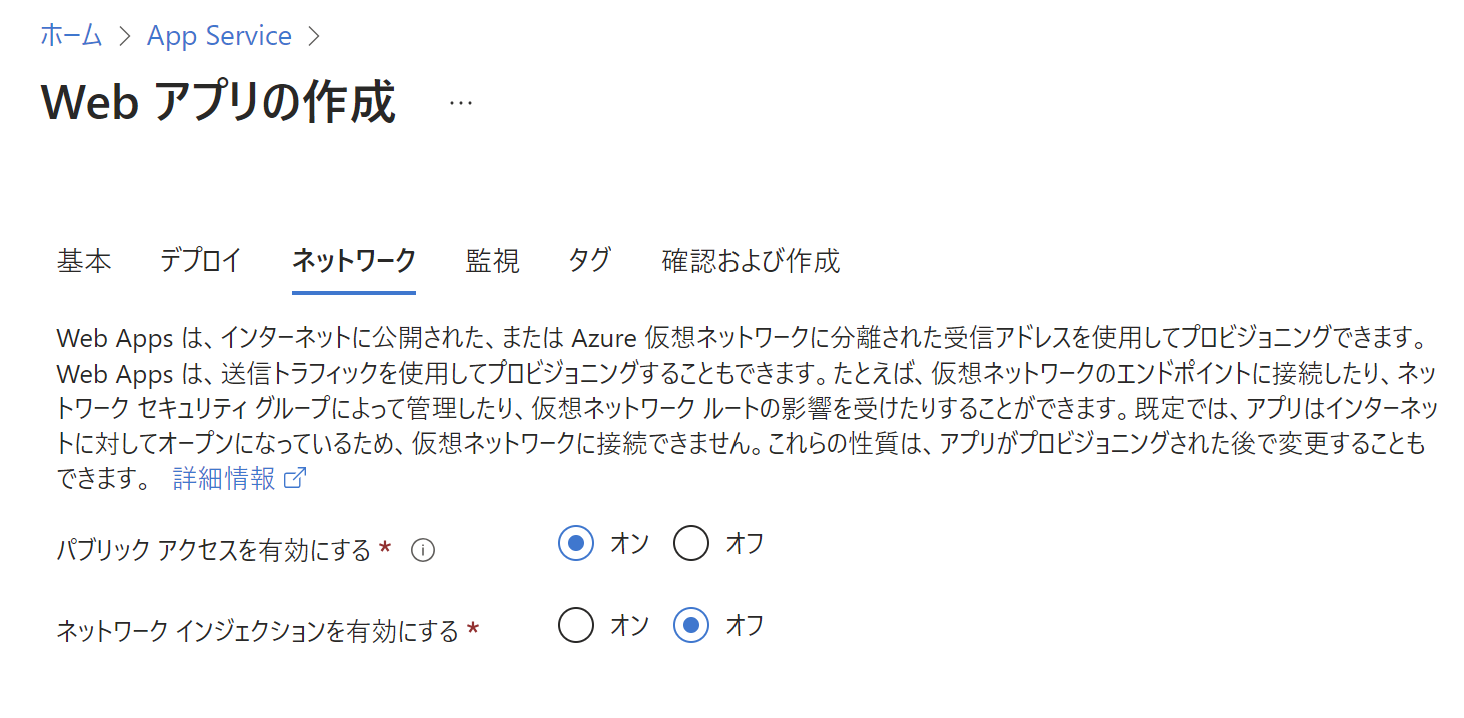 ホーム > App Service >
Web アプリの作成 …
基本 デプロイ ネットワーク 監視 タグ 確認および作成
Web Apps は、インターネットに公開された、または Azure 仮想ネットワークに分離された受信アドレスを使用してプロビジョニングできます。
Web Apps は、送信トラフィックを使用してプロビジョニングすることもできます。たとえば、仮想ネットワークのエンドポイントに接続したり、ネッ
トワーク セキュリティ グループによって管理したり、仮想ネットワーク ルートの影響を受けたりすることができます。既定では、アプリはインターネッ
トに対してオープンになっているため、仮想ネットワークに接続できません。これらの性質は、アプリがプロビジョニングされた後で変更することも
できます。 詳細情報
パブリック アクセスを有効にする * オン オフ
ネットワーク インジェクションを有効にする * オン オフ